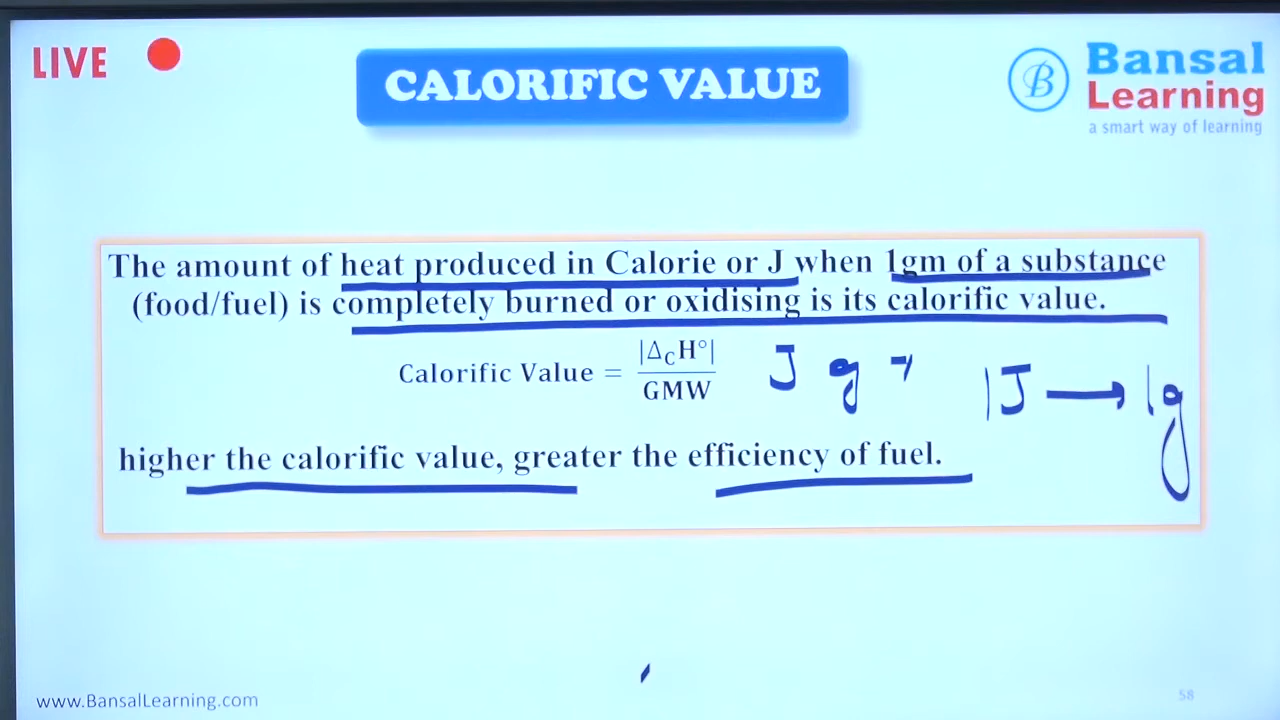 LIVE
CALORIFIC VALUE
B
Bansal
Learning
a smart way of learning
The amount of heat produced in Calorie or J when 1gm of a substance
(food/fuel) is completely burned or oxidising is its calorific value.
Calorific Value = |ΔCH°| / GMW
J g
1J → 1g
higher the calorific value, greater the efficiency of fuel.
www.BansalLearning.com
58